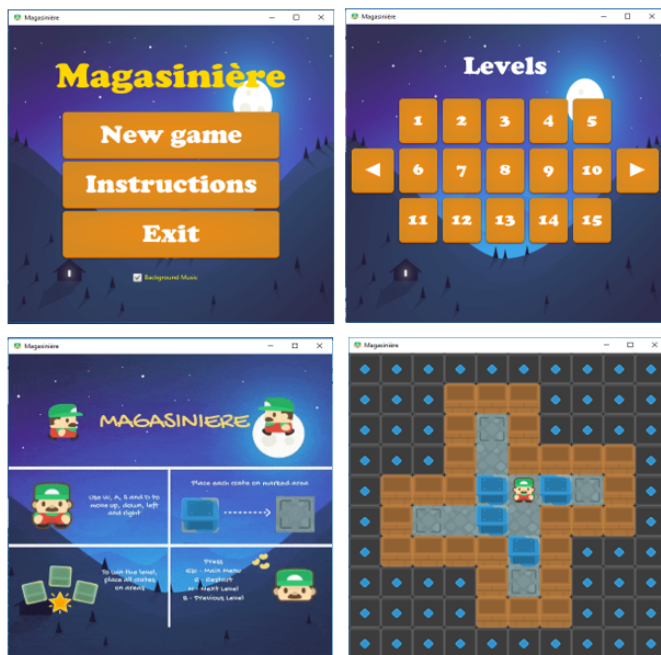 Magasinière
Magasinière
New game
Instructions
Exit
Background Music
Magasinière
Levels
1 2 3 4 5
6 7 8 9 10
11 12 13 14 15
Magasinière
MAGASINIERE
Use W, A, S and D to
move up, down, left
and right
Place each crate on marked area
To win the level,
place all crates
on areas
Press
Esc - Main Menu
R - Restart
N - Next Level
B - Previous Level
Magasinière